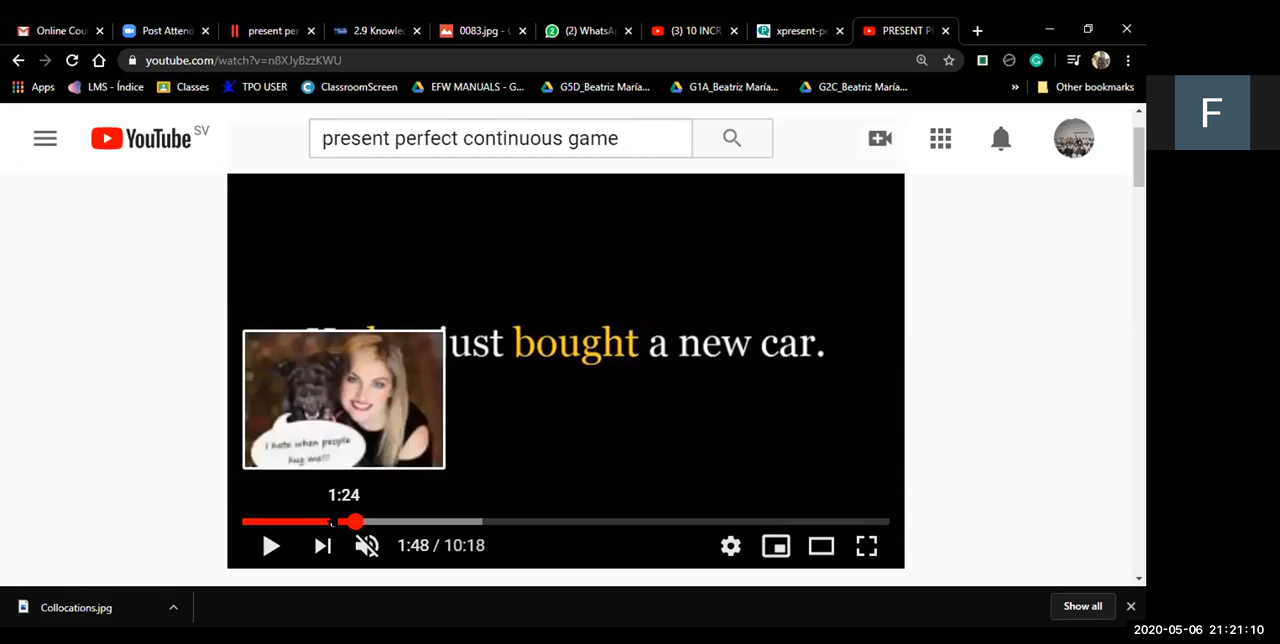 Online Cou
Post Attend
present per
2.9 Knowle
0083.jpg - G
(2) WhatsA
(3) 10 INCR
xpresent-p
PRESENT P
youtube.com/watch?v=n8XJyBzzKWU
Apps
LMS - Índice
Classes
TPO USER
ClassroomScreen
EFW MANUALS - G...
G5D_Beatriz María...
G1A_Beatriz María...
G2C_Beatriz María...
»
Other bookmarks
F
YouTube SV
present perfect continuous game
just bought a new car.
I hate when people
hug me!!!
1:24
1:48 / 10:18
Collocations.jpg
Show all
2020-05-06 21:21:10